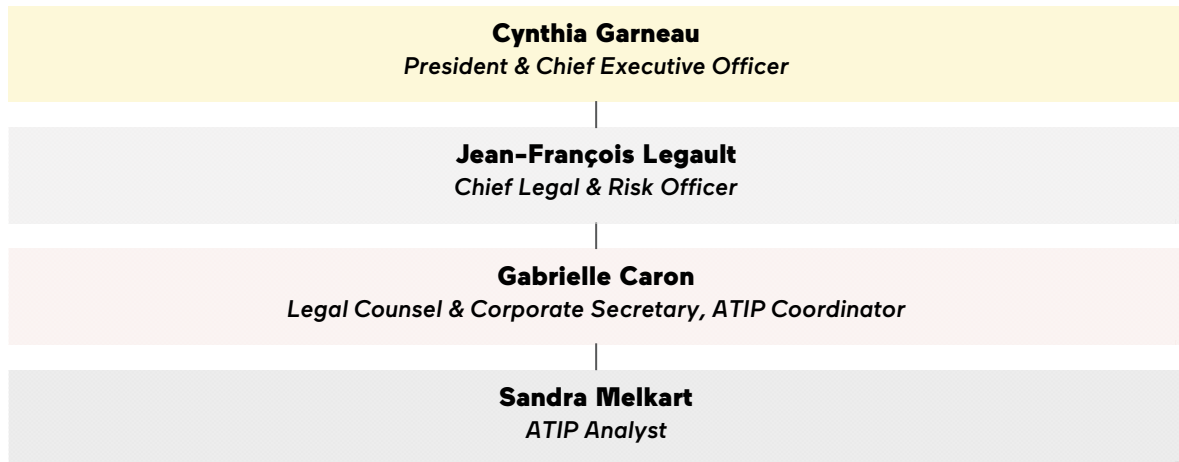 Cynthia Garneau
President & Chief Executive Officer
Jean-François Legault
Chief Legal & Risk Officer
Gabrielle Caron
Legal Counsel & Corporate Secretary, ATIP Coordinator
Sandra Melkart
ATIP Analyst